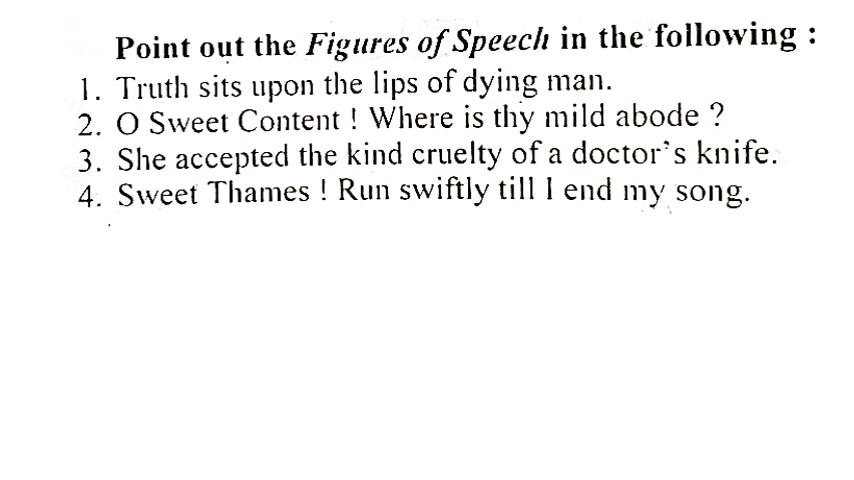 Point out the Figures of Speech in the following :
1. Truth sits upon the lips of dying man.
2. O Sweet Content ! Where is thy mild abode ?
3. She accepted the kind cruelty of a doctor's knife.
4. Sweet Thames ! Run swiftly till I end my song.